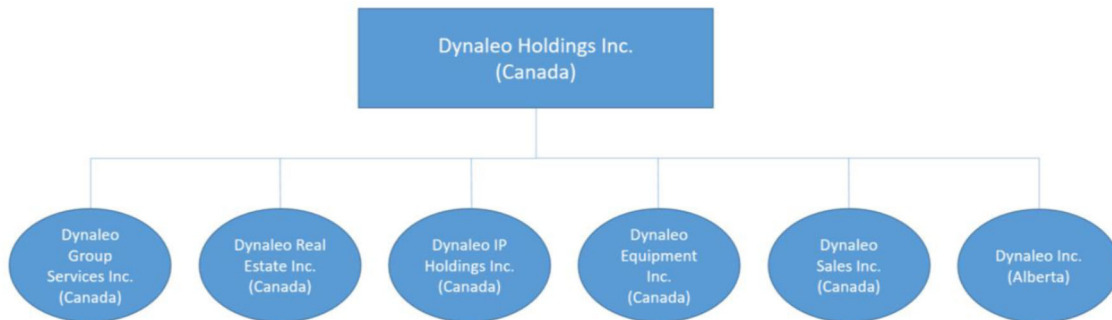 Dynaleo Holdings Inc.
(Canada)
Dynaleo
Group
Services Inc.
(Canada)
Dynaleo Real
Estate Inc.
(Canada)
Dynaleo IP
Holdings Inc.
(Canada)
Dynaleo
Equipment
Inc.
(Canada)
Dynaleo
Sales Inc.
(Canada)
Dynaleo Inc.
(Alberta)